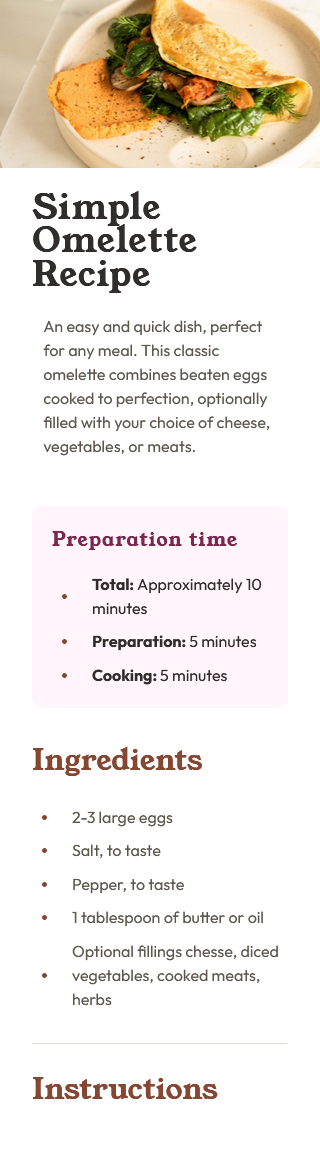 Simple
Omelette
Recipe
An easy and quick dish, perfect
for any meal. This classic
omelette combines beaten eggs
cooked to perfection, optionally
filled with your choice of cheese,
vegetables, or meats.
Preparation time
• Total: Approximately 10
minutes
• Preparation: 5 minutes
• Cooking: 5 minutes
Ingredients
• 2-3 large eggs
• Salt, to taste
• Pepper, to taste
• 1 tablespoon of butter or oil
• Optional fillings chesse, diced
vegetables, cooked meats,
herbs
Instructions